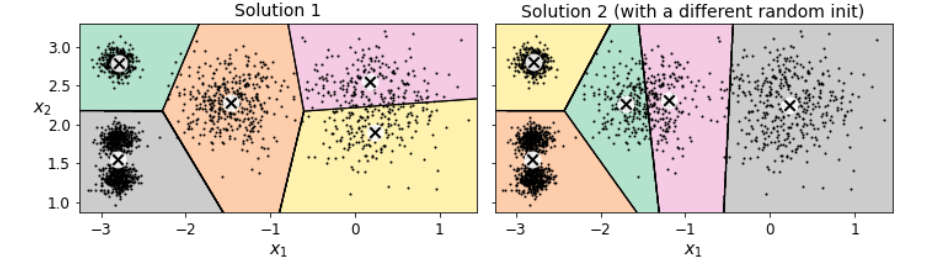 Solution 1
Solution 2 (with a different random init)
3.0
2.5
x₂
2.0
1.5
1.0
−3 −2 −1 0 1
−3 −2 −1 0 1
x₁
x₁